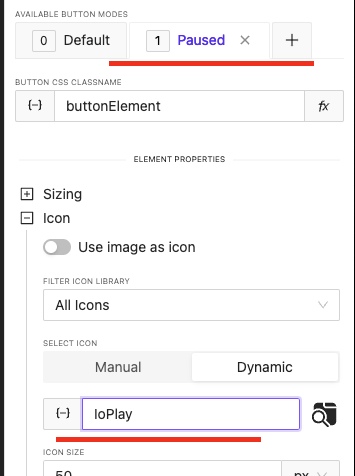 AVAILABLE BUTTON MODES
0 Default 1 Paused × +
BUTTON CSS CLASSNAME
{--} buttonElement fx
ELEMENT PROPERTIES
Sizing
Icon
Use image as icon
FILTER ICON LIBRARY
All Icons
SELECT ICON
Manual Dynamic
{--} IoPlay
ICON SIZE
50 px